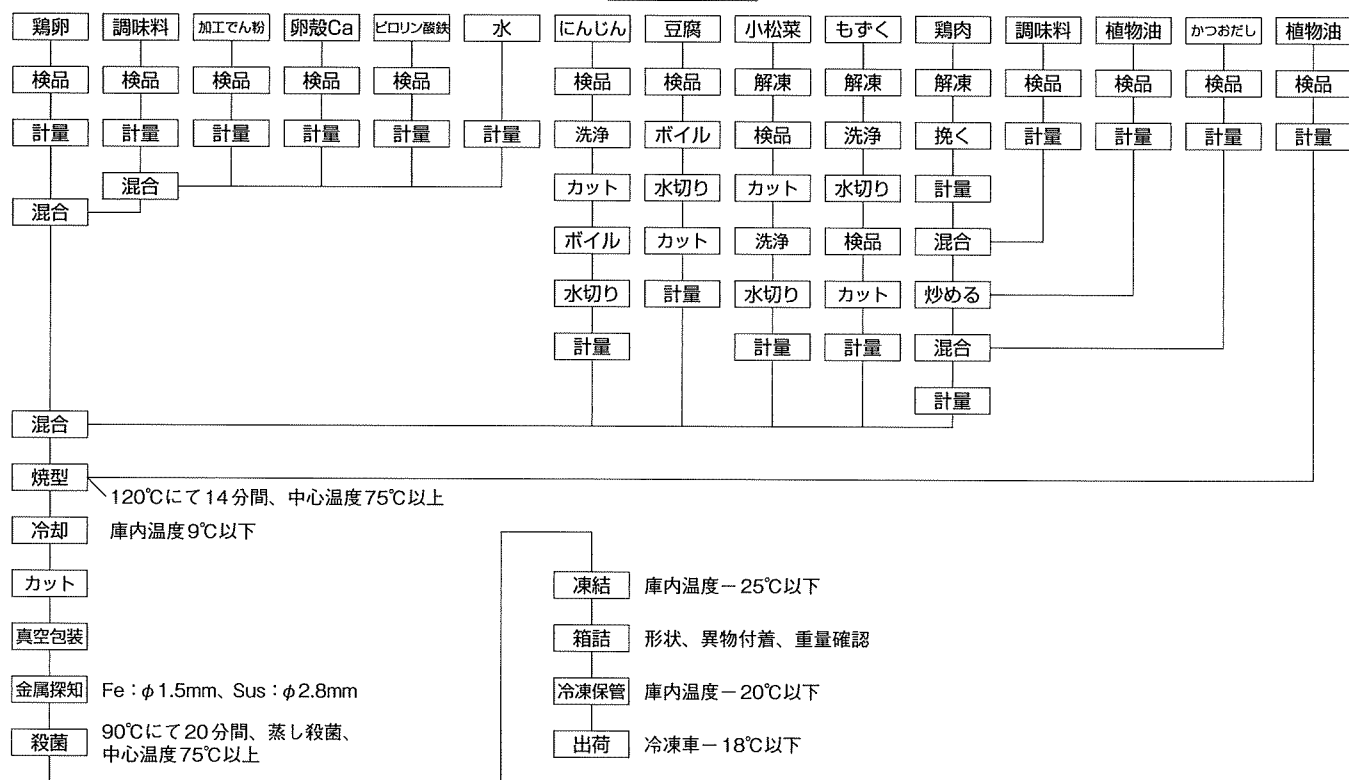 鶏卵 調味料 加工でん粉 卵殻Ca ピロリン酸鉄 水 にんじん 豆腐 小松菜 もずく 鶏肉 調味料 植物油 かつおだし 植物油
検品 検品 検品 検品 検品 検品 検品 解凍 解凍 解凍 検品 検品 検品 検品
計量 計量 計量 計量 計量 計量 洗浄 ボイル 検品 洗浄 挽く 計量 計量 計量 計量
混合 カット 水切り カット 水切り 計量
混合
ボイル カット 洗浄 検品 混合
水切り 計量 水切り カット 炒める
計量 計量 計量 混合
計量
混合
焼型
120℃にて14分間、中心温度75℃以上
冷却 庫内温度9℃以下
カット
真空包装
金属探知 Fe：φ1.5mm、Sus：φ2.8mm
殺菌 90℃にて20分間、蒸し殺菌、
中心温度75℃以上
凍結 庫内温度－25℃以下
箱詰 形状、異物付着、重量確認
冷凍保管 庫内温度－20℃以下
出荷 冷凍車－18℃以下